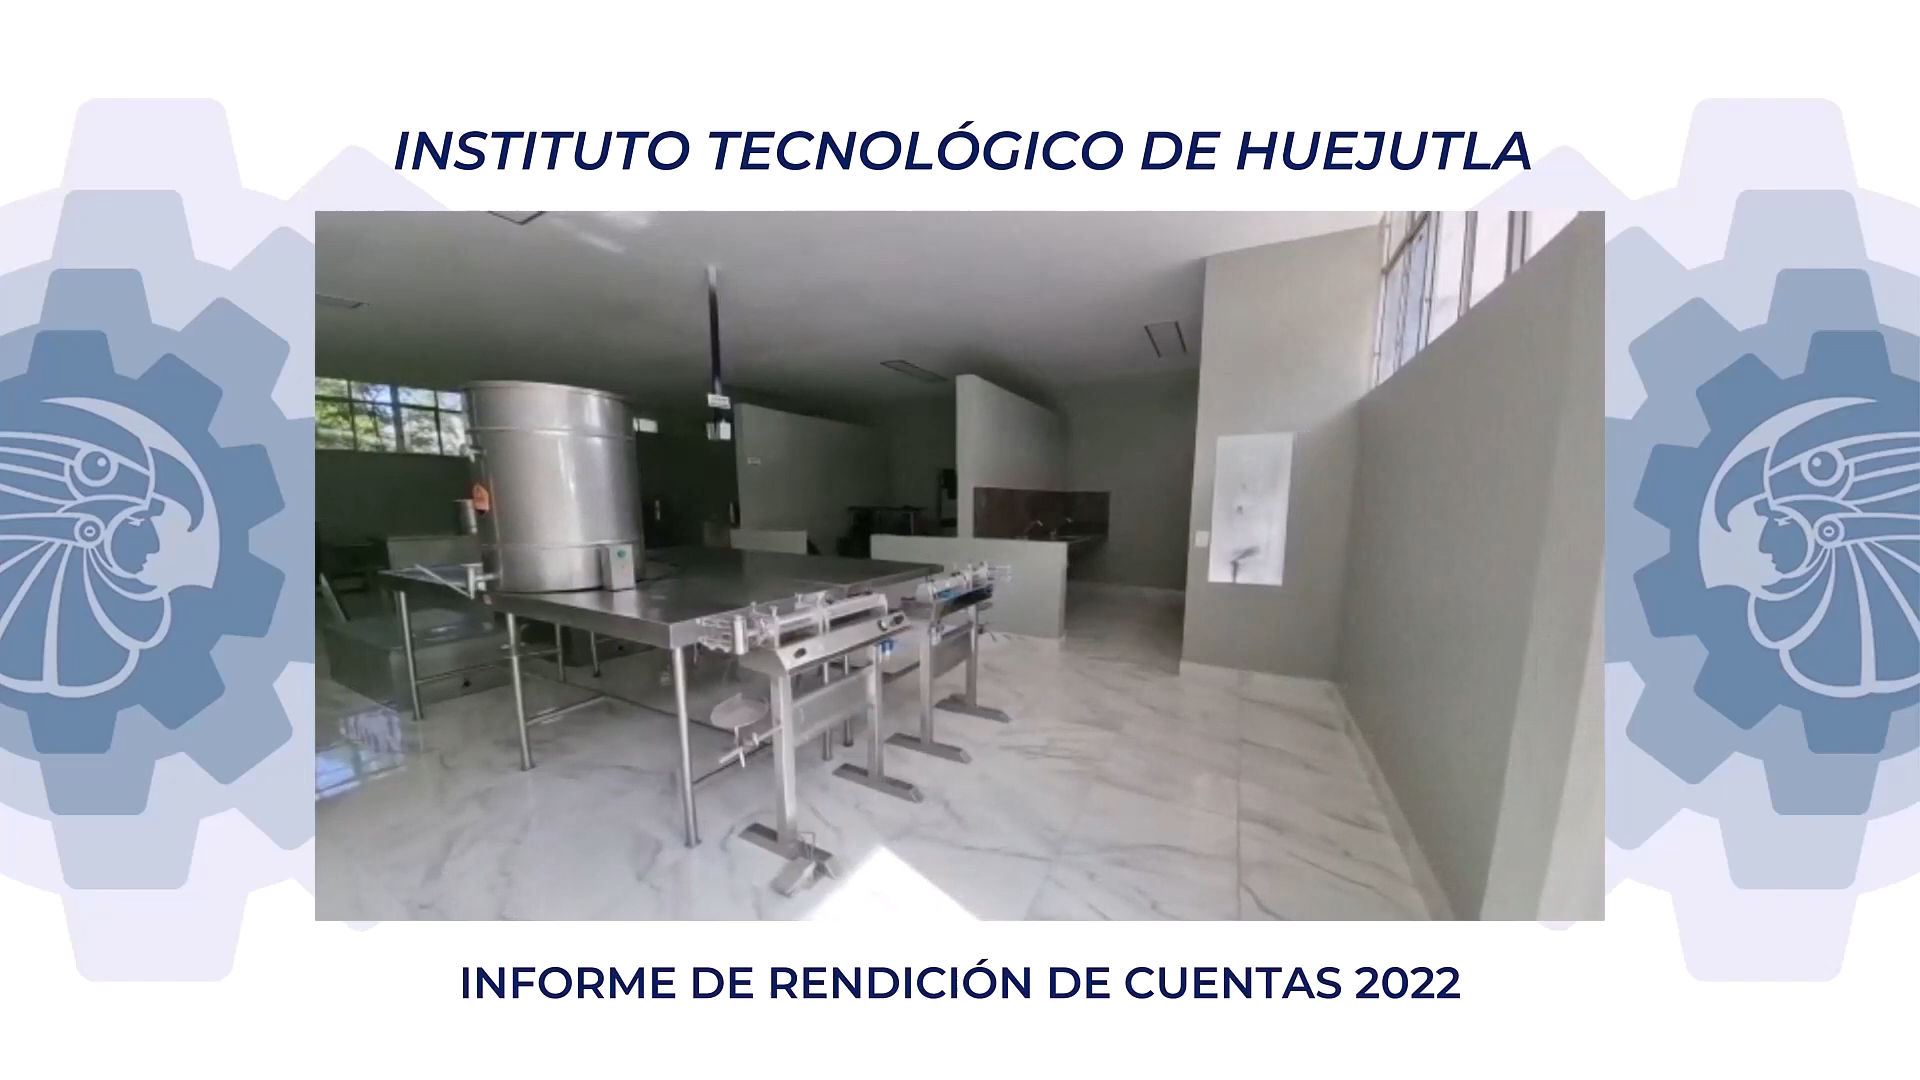 INSTITUTO TECNOLÓGICO DE HUEJUTLA
INFORME DE RENDICIÓN DE CUENTAS 2022